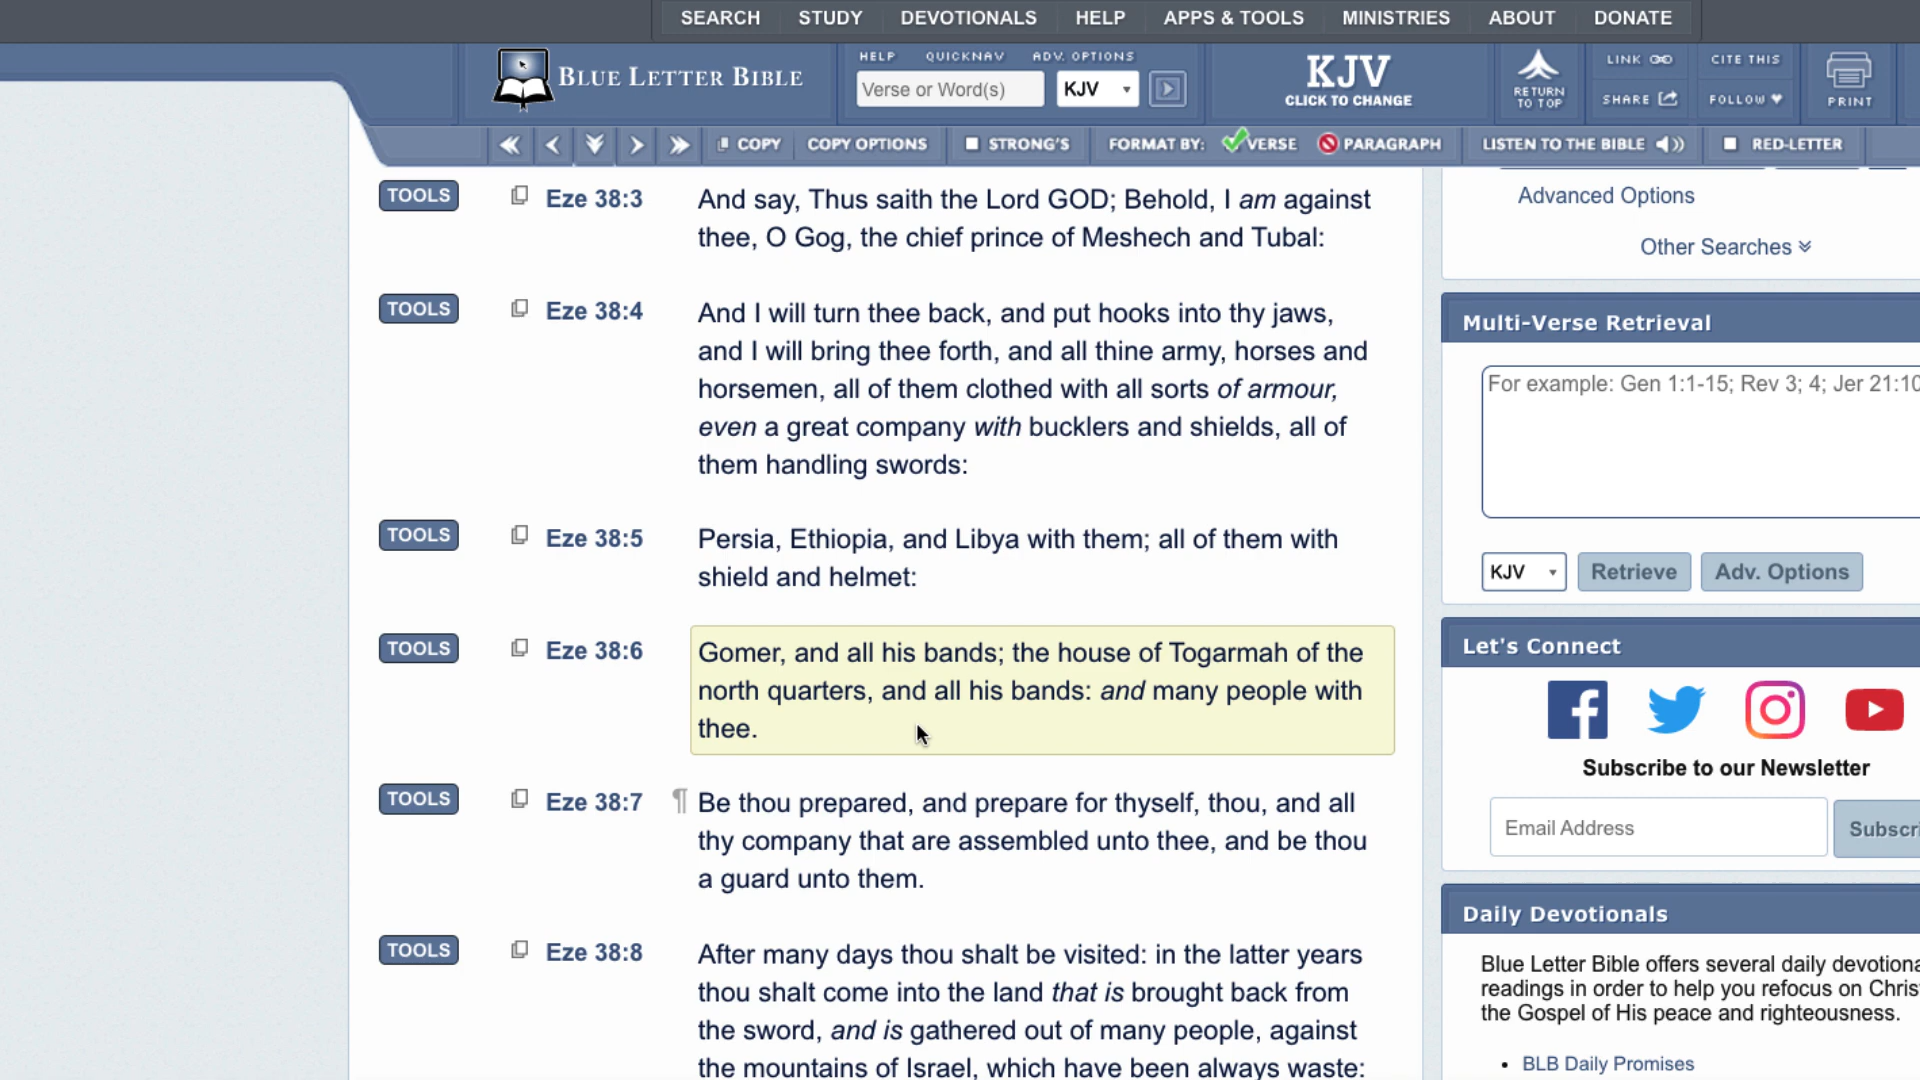 SEARCH STUDY DEVOTIONALS HELP APPS & TOOLS MINISTRIES ABOUT DONATE
BLUE LETTER BIBLE
HELP QUICKNAV ADV. OPTIONS
Verse or Word(s) KJV
KJV
CLICK TO CHANGE
RETURN
TO TOP
LINK
SHARE
CITE THIS
FOLLOW
PRINT
COPY COPY OPTIONS STRONG'S FORMAT BY: VERSE PARAGRAPH LISTEN TO THE BIBLE RED-LETTER
TOOLS Eze 38:3 And say, Thus saith the Lord GOD; Behold, I am against
thee, O Gog, the chief prince of Meshech and Tubal:
TOOLS Eze 38:4 And I will turn thee back, and put hooks into thy jaws,
and I will bring thee forth, and all thine army, horses and
horsemen, all of them clothed with all sorts of armour,
even a great company with bucklers and shields, all of
them handling swords:
TOOLS Eze 38:5 Persia, Ethiopia, and Libya with them; all of them with
shield and helmet:
TOOLS Eze 38:6 Gomer, and all his bands; the house of Togarmah of the
north quarters, and all his bands: and many people with
thee.
TOOLS Eze 38:7 ¶ Be thou prepared, and prepare for thyself, thou, and all
thy company that are assembled unto thee, and be thou
a guard unto them.
TOOLS Eze 38:8 After many days thou shalt be visited: in the latter years
thou shalt come into the land that is brought back from
the sword, and is gathered out of many people, against
the mountains of Israel, which have been always waste:
Advanced Options
Other Searches
Multi-Verse Retrieval
For example: Gen 1:1-15; Rev 3; 4; Jer 21:10
KJV Retrieve Adv. Options
Let's Connect
Subscribe to our Newsletter
Email Address Subscri
Daily Devotionals
Blue Letter Bible offers several daily devotiona
readings in order to help you refocus on Chris
the Gospel of His peace and righteousness.
• BLB Daily Promises